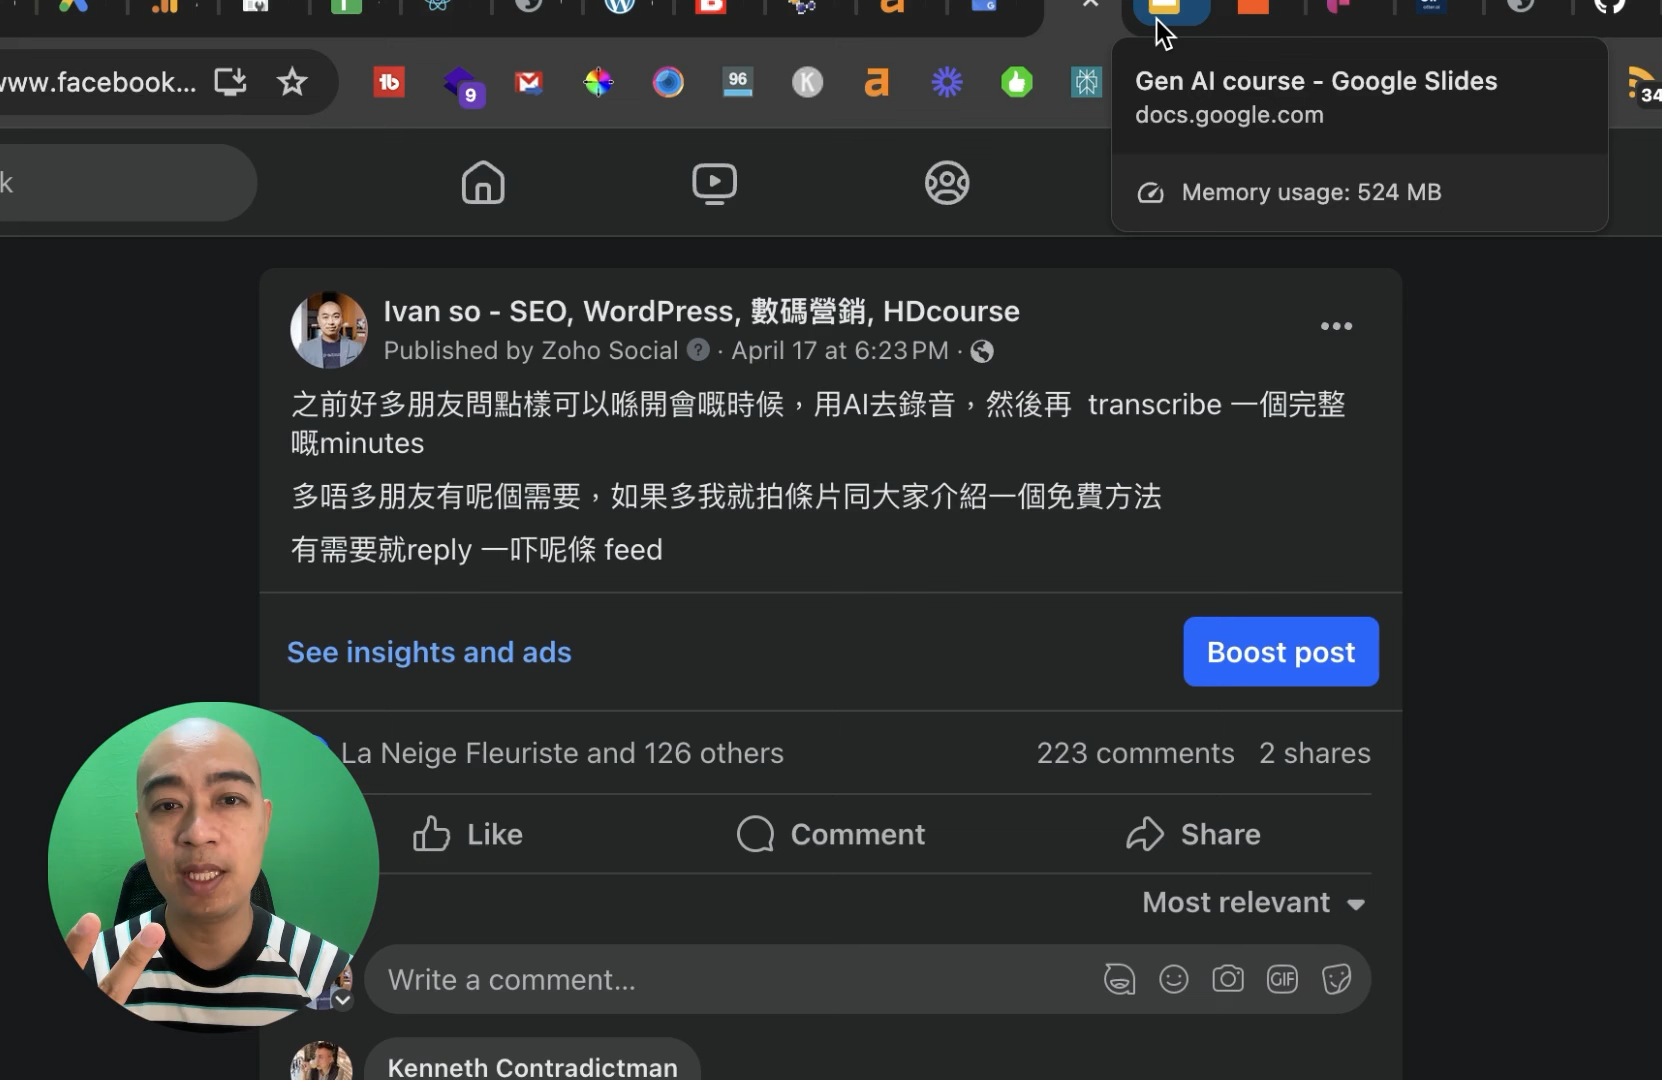 www.facebook...
9
96
K
a
34
Gen AI course - Google Slides
docs.google.com
Memory usage: 524 MB
k
Ivan so - SEO, WordPress, 數碼營銷, HDcourse
Published by Zoho Social · April 17 at 6:23 PM ·
之前好多朋友問點樣可以喺開會嘅時候，用AI去錄音，然後再 transcribe 一個完整
嘅minutes
多唔多朋友有呢個需要，如果多我就拍條片同大家介紹一個免費方法
有需要就reply 一吓呢條 feed
See insights and ads
Boost post
La Neige Fleuriste and 126 others
223 comments 2 shares
Like
Comment
Share
Most relevant
Write a comment...
GIF
Kenneth Contradictman